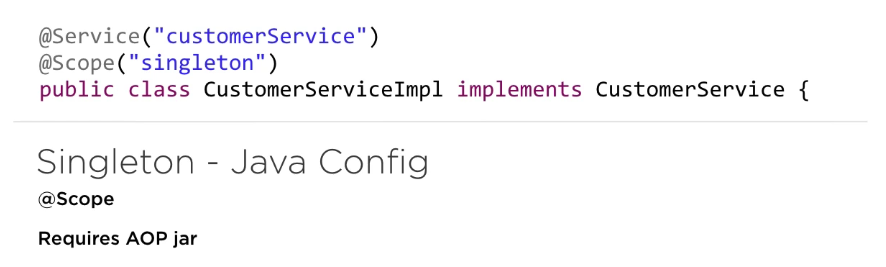 @Service("customerService")
@Scope("singleton")
public class CustomerServiceImpl implements CustomerService {
Singleton - Java Config
@Scope
Requires AOP jar